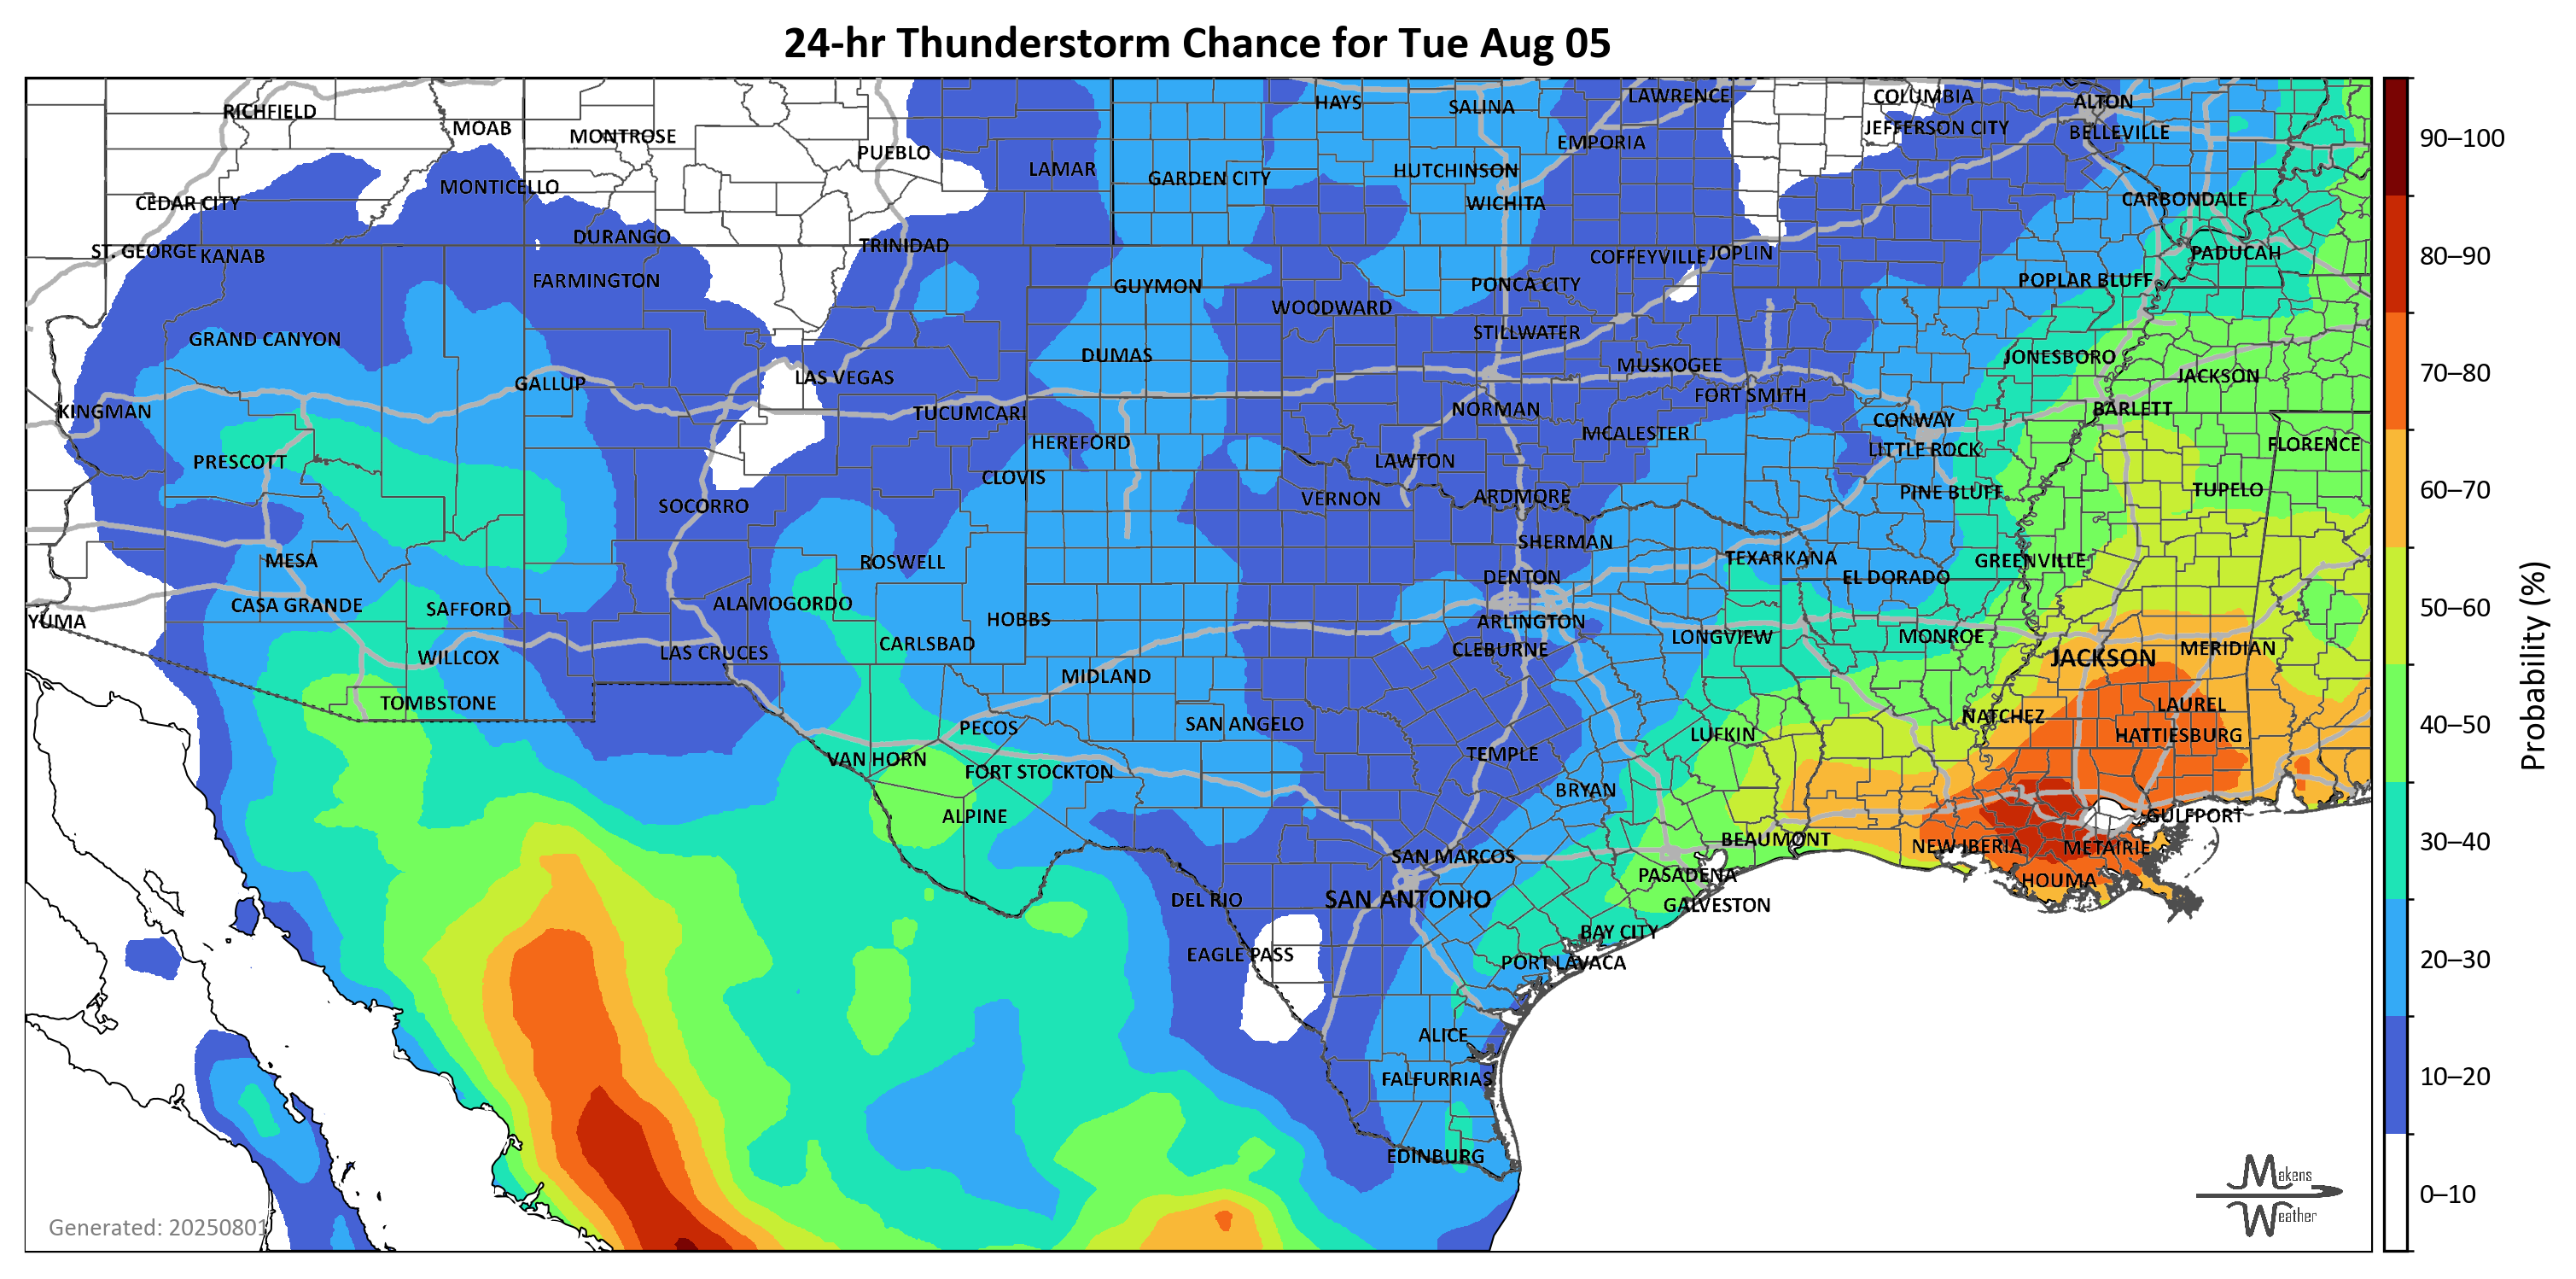 24-hr Thunderstorm Chance for Tue Aug 05
RICHFIELD
MOAB
MONTROSE
PUEBLO
LAMAR
GARDEN CITY
HAYS
SALINA
HUTCHINSON
WICHITA
EMPORIA
LAWRENCE
COLUMBIA
JEFFERSON CITY
ALTON
BELLEVILLE
CEDAR CITY
MONTICELLO
CARBONDALE
ST. GEORGE
KANAB
DURANGO
TRINIDAD
COFFEYVILLE
JOPLIN
PADUCAH
FARMINGTON
GUYMON
WOODWARD
PONCA CITY
POPLAR BLUFF
GRAND CANYON
DUMAS
STILLWATER
MUSKOGEE
JONESBORO
JACKSON
KINGMAN
GALLUP
LAS VEGAS
TUCUMCARI
NORMAN
FORT SMITH
BARLETT
CONWAY
PRESCOTT
HEREFORD
CLOVIS
LAWTON
MCALESTER
LITTLE ROCK
FLORENCE
SOCORRO
VERNON
ARDMORE
PINE BLUFF
TUPELO
MESA
ROSWELL
SHERMAN
TEXARKANA
GREENVILLE
DENTON
EL DORADO
YUMA
CASA GRANDE
SAFFORD
ALAMOGORDO
HOBBS
ARLINGTON
LONGVIEW
MONROE
WILLCOX
LAS CRUCES
CARLSBAD
CLEBURNE
JACKSON
MERIDIAN
TOMBSTONE
MIDLAND
PECOS
SAN ANGELO
LUFKIN
NATCHEZ
LAUREL
HATTIESBURG
VAN HORN
FORT STOCKTON
TEMPLE
BRYAN
ALPINE
BEAUMONT
GULFPORT
SAN MARCOS
NEW IBERIA
METAIRIE
PASADENA
HOUMA
DEL RIO
SAN ANTONIO
GALVESTON
EAGLE PASS
BAY CITY
PORT LAVACA
ALICE
FALFURRIAS
EDINBURG
Generated: 20250801
Makens
Weather
90–100
80–90
70–80
60–70
50–60
40–50
30–40
20–30
10–20
0–10
Probability (%)